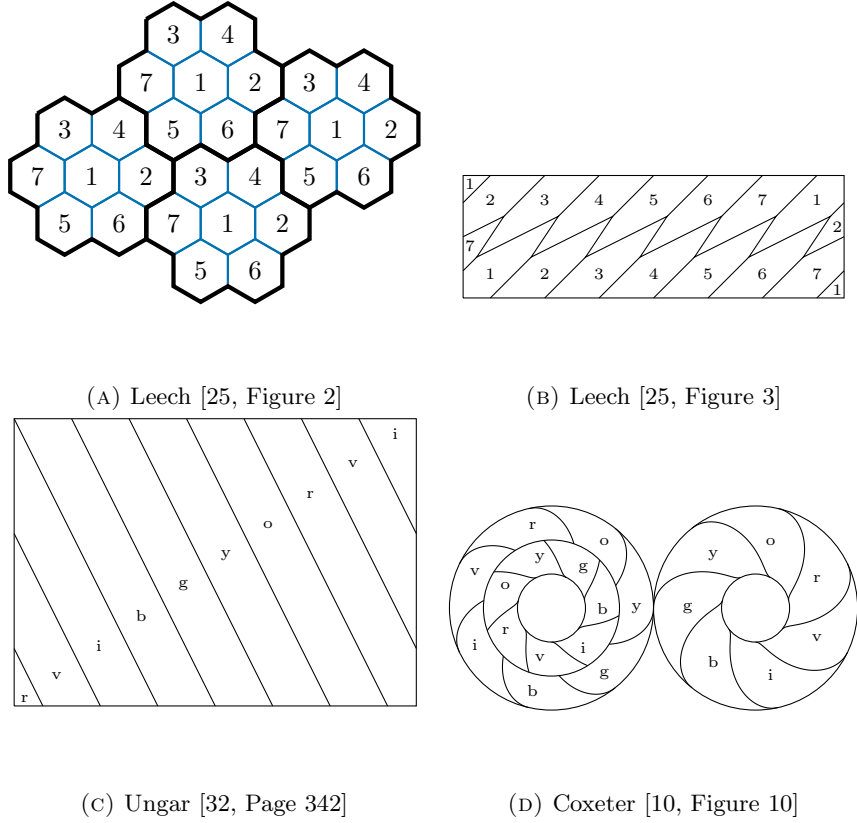 3 4
7 1 2 3 4
3 4 5 6 7 1 2
7 1 2 3 4 5 6
5 6 7 1 2
5 6
1 2 3 4 5 6 7 1
7 2
1 2 3 4 5 6 7 1
(A) Leech [25, Figure 2]
(B) Leech [25, Figure 3]
i
v
r
o
y
g
b
i
v
r
r o
y g
v o b y
r i
i v g
b
o
y r
g v
b i
(C) Ungar [32, Page 342]
(D) Coxeter [10, Figure 10]